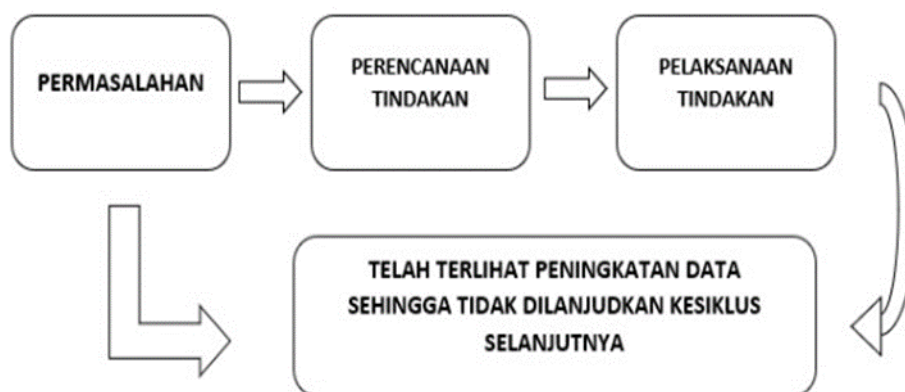 PERMASALAHAN
PERENCANAAN
TINDAKAN
PELAKSANAAN
TINDAKAN
TELAH TERLIHAT PENINGKATAN DATA
SEHINGGA TIDAK DILANJUDKAN KESIKLUS
SELANJUTNYA